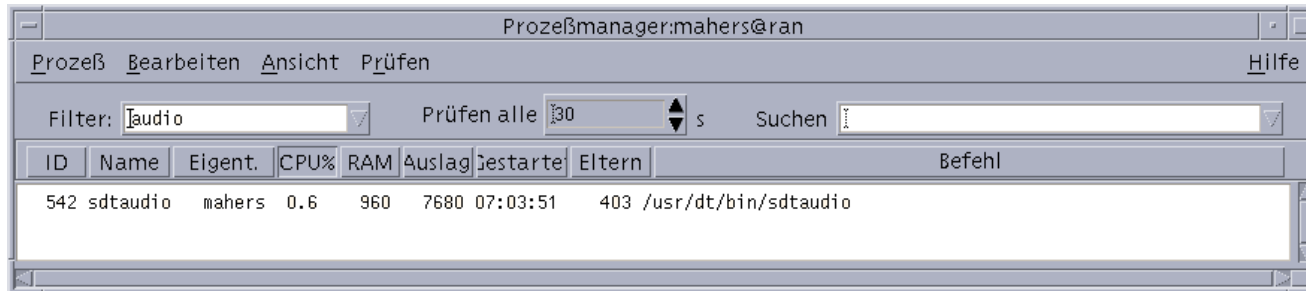 Prozeßmanager:mahers@ran
Prozeß Bearbeiten Ansicht Prüfen Hilfe
Filter: audio Prüfen alle 30 s Suchen
ID Name Eigent. CPU% RAM Auslag Gestartet Eltern Befehl
542 sdtaudio mahers 0.6 960 7680 07:03:51 403 /usr/dt/bin/sdtaudio